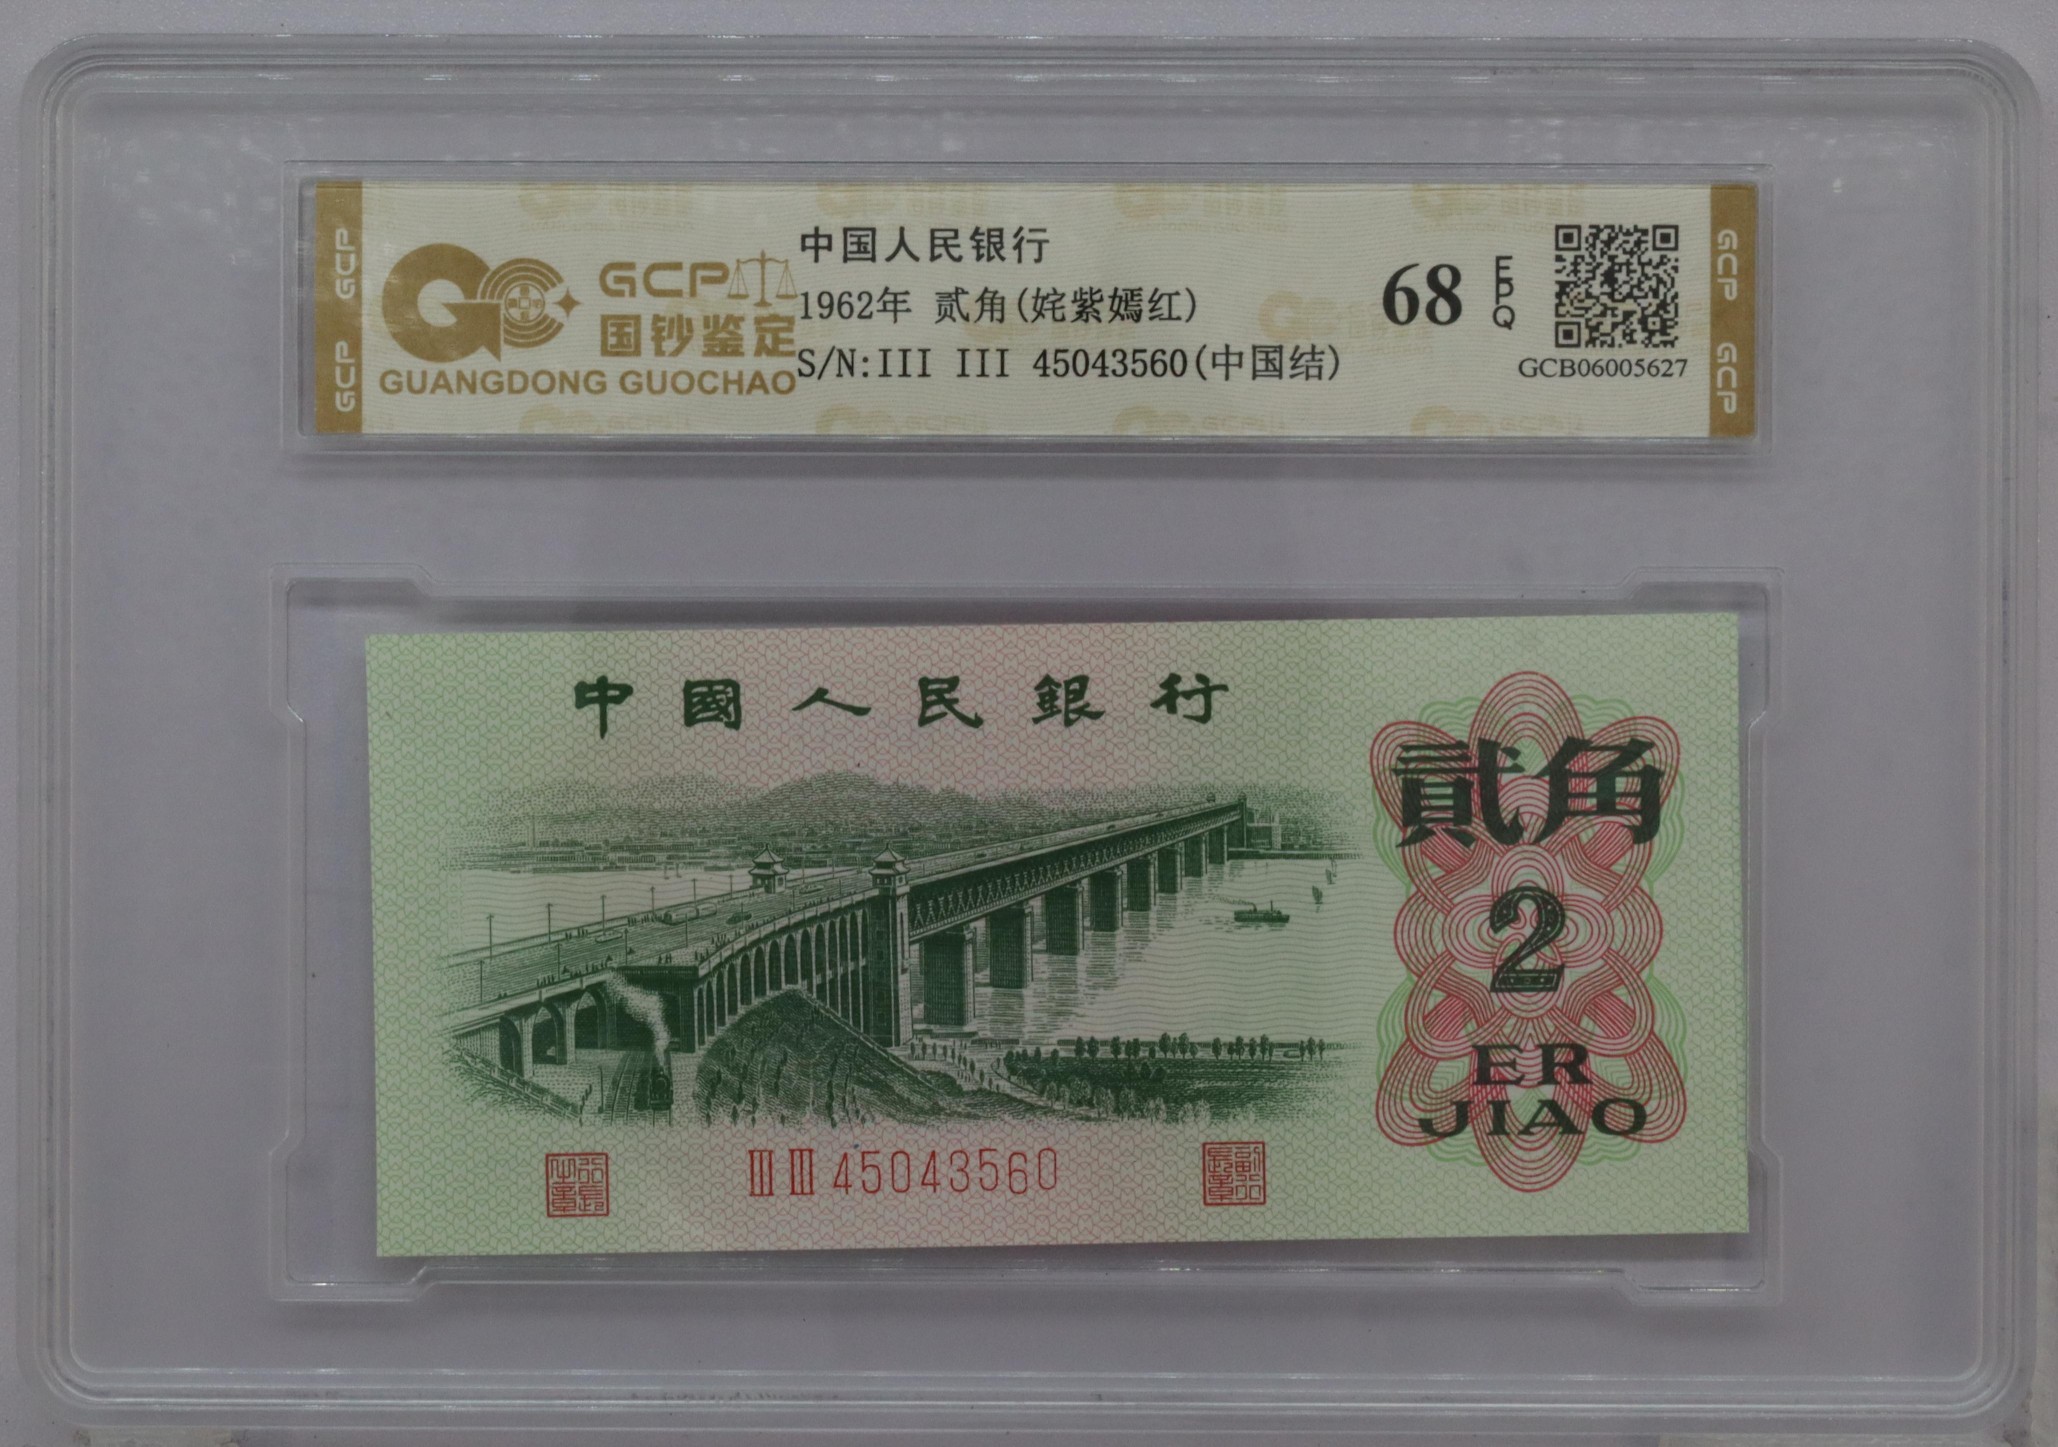 GCP
GCP
GCP
国钞鉴定
GUANGDONG GUOCHAO
中国人民银行
1962年 贰角(姹紫嫣红)
S/N:III III 45043560(中国结)
68
EPQ
GCB06005627
GCP
GCP
中國人民銀行
貳角
2
ER
JIAO
III III 45043560